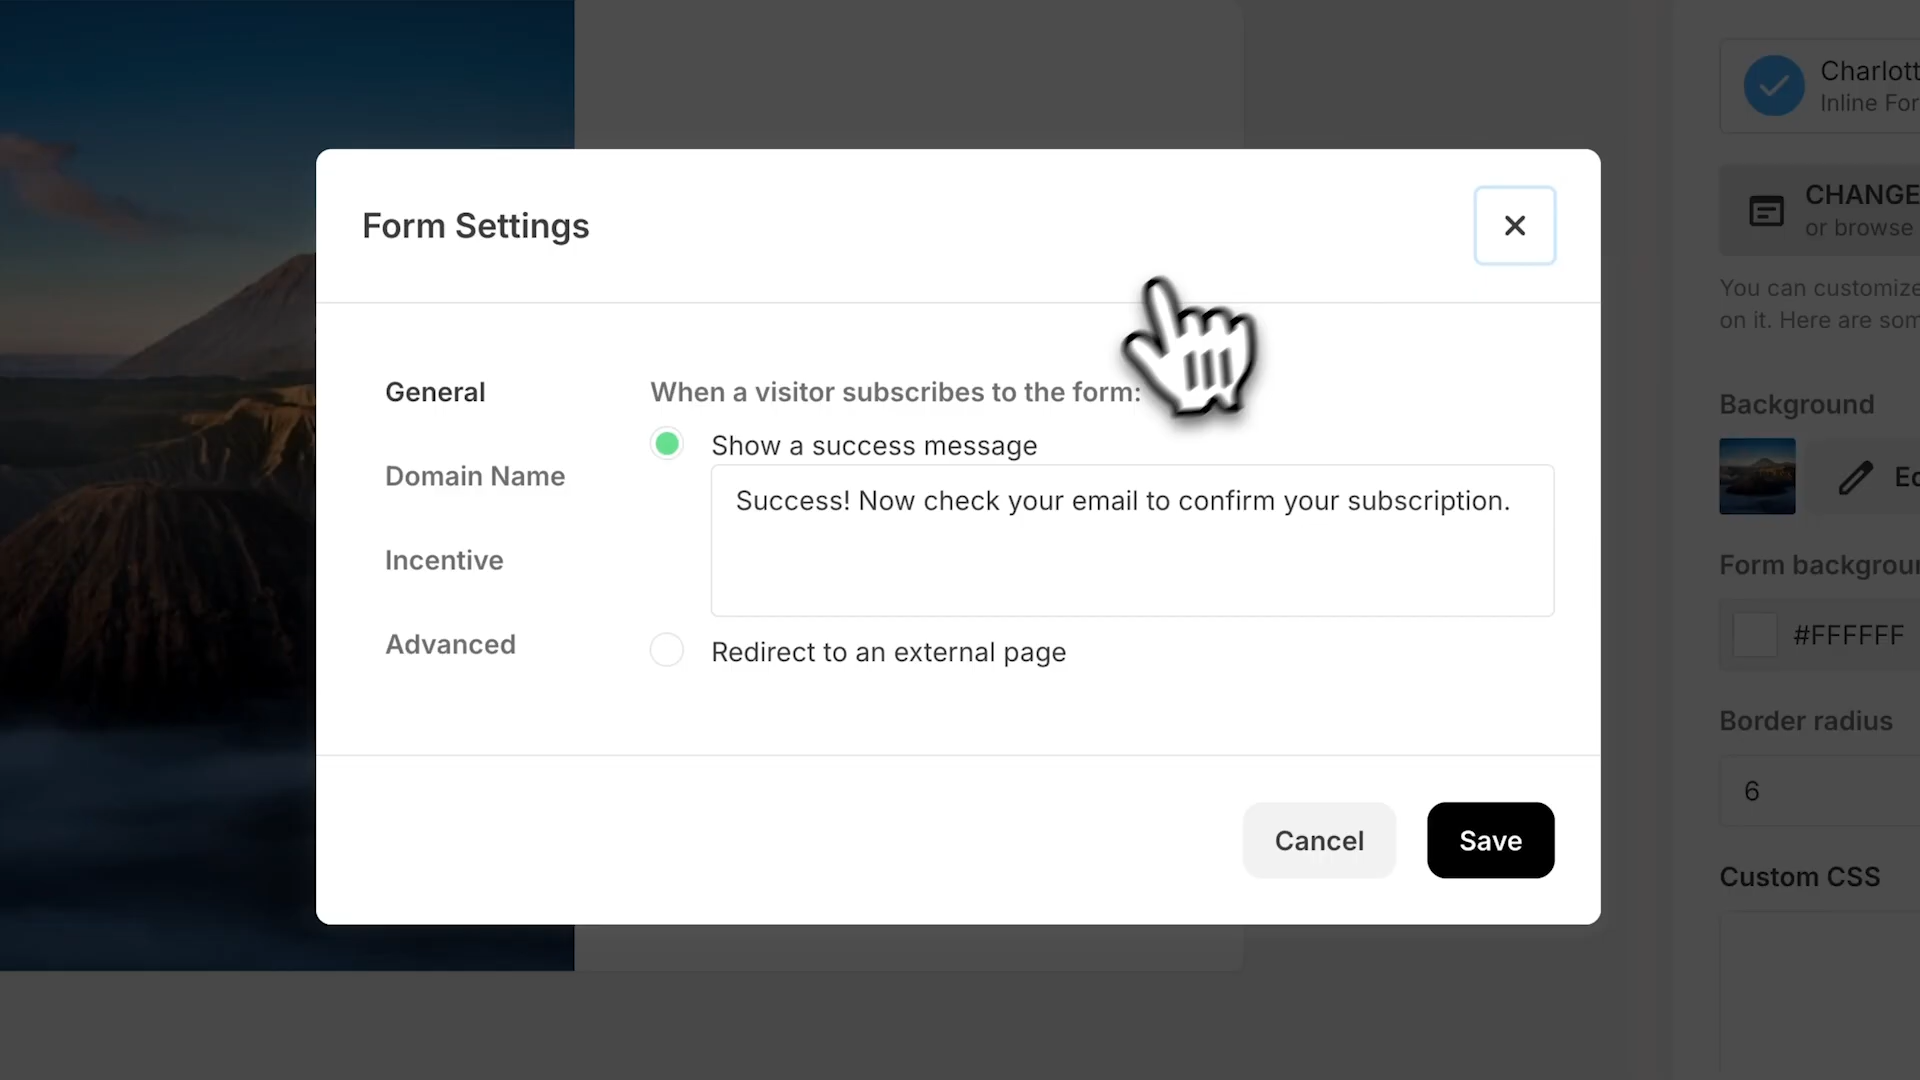 Charlott
Inline For
CHANGE
or browse
You can customize
on it. Here are som
Background
Ed
Form backgroun
#FFFFFF
Border radius
6
Custom CSS
Form Settings
General
Domain Name
Incentive
Advanced
When a visitor subscribes to the form:
Show a success message
Success! Now check your email to confirm your subscription.
Redirect to an external page
Cancel
Save